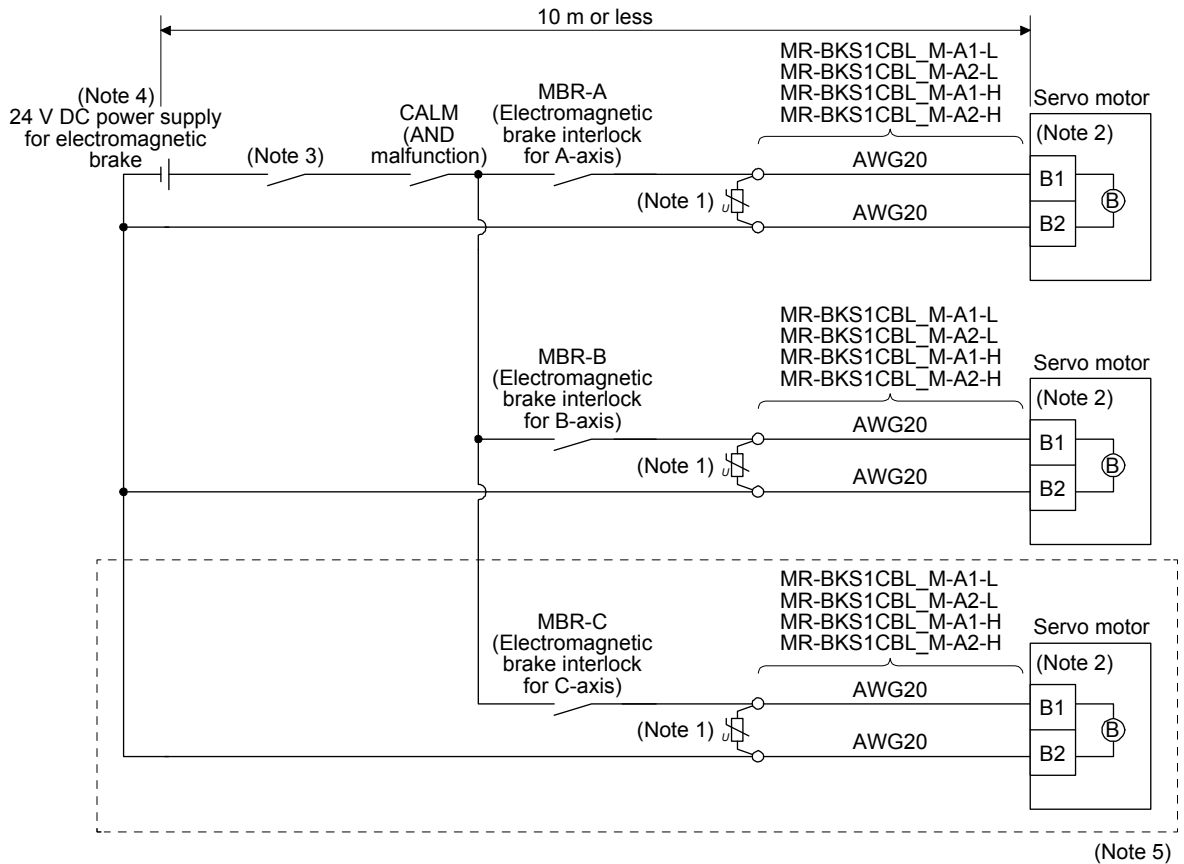 10 m or less
(Note 4)
24 V DC power supply
for electromagnetic
brake
(Note 3)
CALM
(AND
malfunction)
MBR-A
(Electromagnetic
brake interlock
for A-axis)
MR-BKS1CBL_M-A1-L
MR-BKS1CBL_M-A2-L
MR-BKS1CBL_M-A1-H
MR-BKS1CBL_M-A2-H
Servo motor
(Note 2)
AWG20
B1
(Note 1)
U
AWG20
B2
B
MBR-B
(Electromagnetic
brake interlock
for B-axis)
MR-BKS1CBL_M-A1-L
MR-BKS1CBL_M-A2-L
MR-BKS1CBL_M-A1-H
MR-BKS1CBL_M-A2-H
Servo motor
(Note 2)
AWG20
B1
(Note 1)
U
AWG20
B2
B
MBR-C
(Electromagnetic
brake interlock
for C-axis)
MR-BKS1CBL_M-A1-L
MR-BKS1CBL_M-A2-L
MR-BKS1CBL_M-A1-H
MR-BKS1CBL_M-A2-H
Servo motor
(Note 2)
AWG20
B1
(Note 1)
U
AWG20
B2
B
(Note 5)